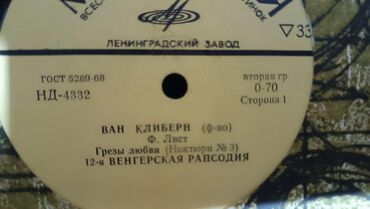 ▽33
ЛЕНИНГРАДСКИЙ ЗАВОД
ГОСТ 5289-68
вторая гр
НД-4332
0-70
Сторона 1
ВАН КЛИБЕРН (ф-но)
Ф. Лист
Грезы любви (Ноктюрн № 3)
12-я ВЕНГЕРСКАЯ РАПСОДИЯ